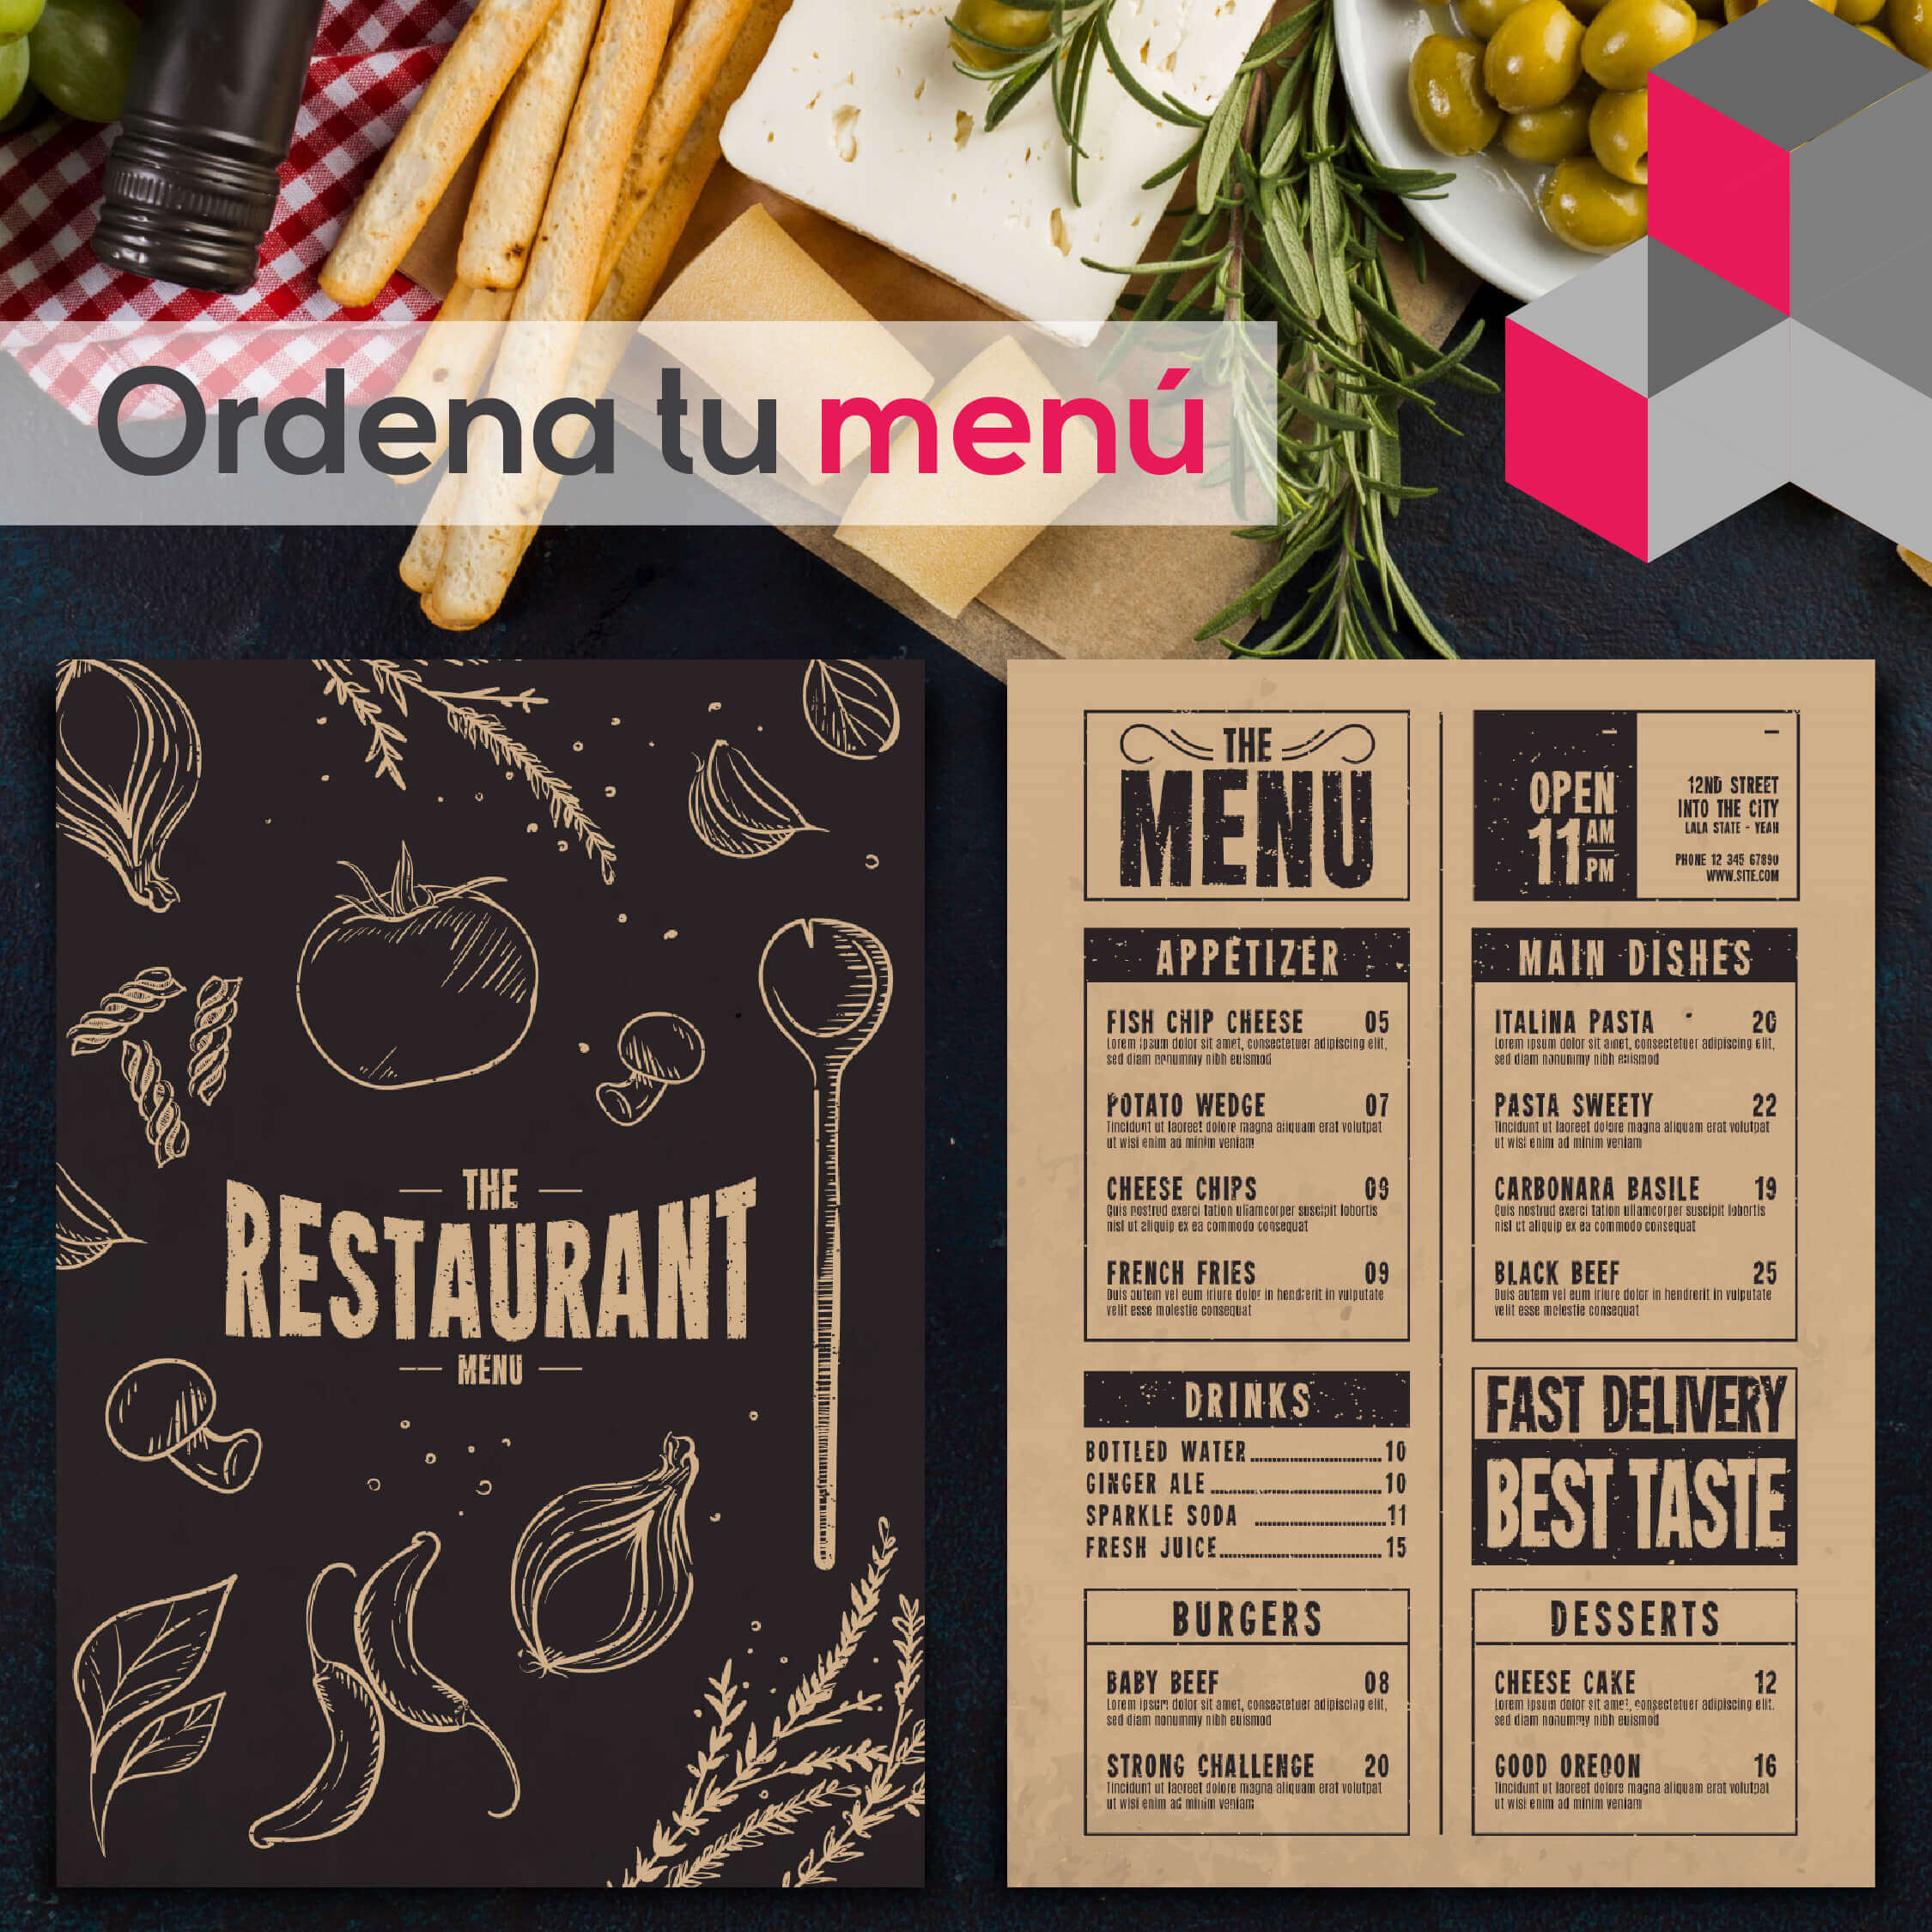 Ordena tu menú
THE
RESTAURANT
MENU
THE
MENU
OPEN
11 AM
11 PM
12ND STREET
INTO THE CITY
LALA STATE - YEAH
PHONE 12 345 67890
WWW.SITE.COM
APPETIZER
FISH CHIP CHEESE 05
Lorem ipsum dolor sit amet, consectetuer adipiscing elit,
sed diam nonummy nibh euismod
POTATO WEDGE 07
Tincidunt ut laoreet dolore magna aliquam erat volutpat
ut wisi enim ad minim veniam
CHEESE CHIPS 09
Quis nostrud exerci tation ullamcorper suscipit lobortis
nisl ut aliquip ex ea commodo consequat
FRENCH FRIES 09
Duis autem vel eum iriure dolor in hendrerit in vulputate
velit esse molestie consequat
DRINKS
BOTTLED WATER 10
GINGER ALE 10
SPARKLE SODA 11
FRESH JUICE 15
BURGERS
BABY BEEF 08
Lorem ipsum dolor sit amet, consectetuer adipiscing elit,
sed diam nonummy nibh euismod
STRONG CHALLENGE 20
Tincidunt ut laoreet dolore magna aliquam erat volutpat
ut wisi enim ad minim veniam
MAIN DISHES
ITALINA PASTA 20
Lorem ipsum dolor sit amet, consectetuer adipiscing elit,
sed diam nonummy nibh euismod
PASTA SWEETY 22
Tincidunt ut laoreet dolore magna aliquam erat volutpat
ut wisi enim ad minim veniam
CARBONARA BASILE 19
Quis nostrud exerci tation ullamcorper suscipit lobortis
nisl ut aliquip ex ea commodo consequat
BLACK BEEF 25
Duis autem vel eum iriure dolor in hendrerit in vulputate
velit esse molestie consequat
FAST DELIVERY
BEST TASTE
DESSERTS
CHEESE CAKE 12
Lorem ipsum dolor sit amet, consectetuer adipiscing elit.
sed diam nonummy nibh euismod
GOOD OREOON 16
Tincidunt ut laoreet dolore magna aliquam erat volutpat
ut wisi enim ad minim veniam